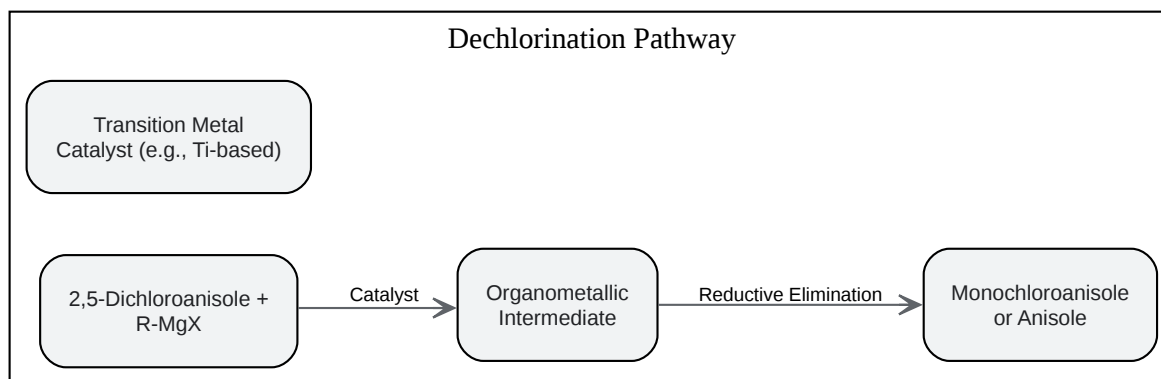 Dechlorination Pathway
Transition Metal
Catalyst (e.g., Ti-based)
2,5-Dichloroanisole +
R-MgX
Catalyst
Organometallic
Intermediate
Reductive Elimination
Monochloroanisole
or Anisole